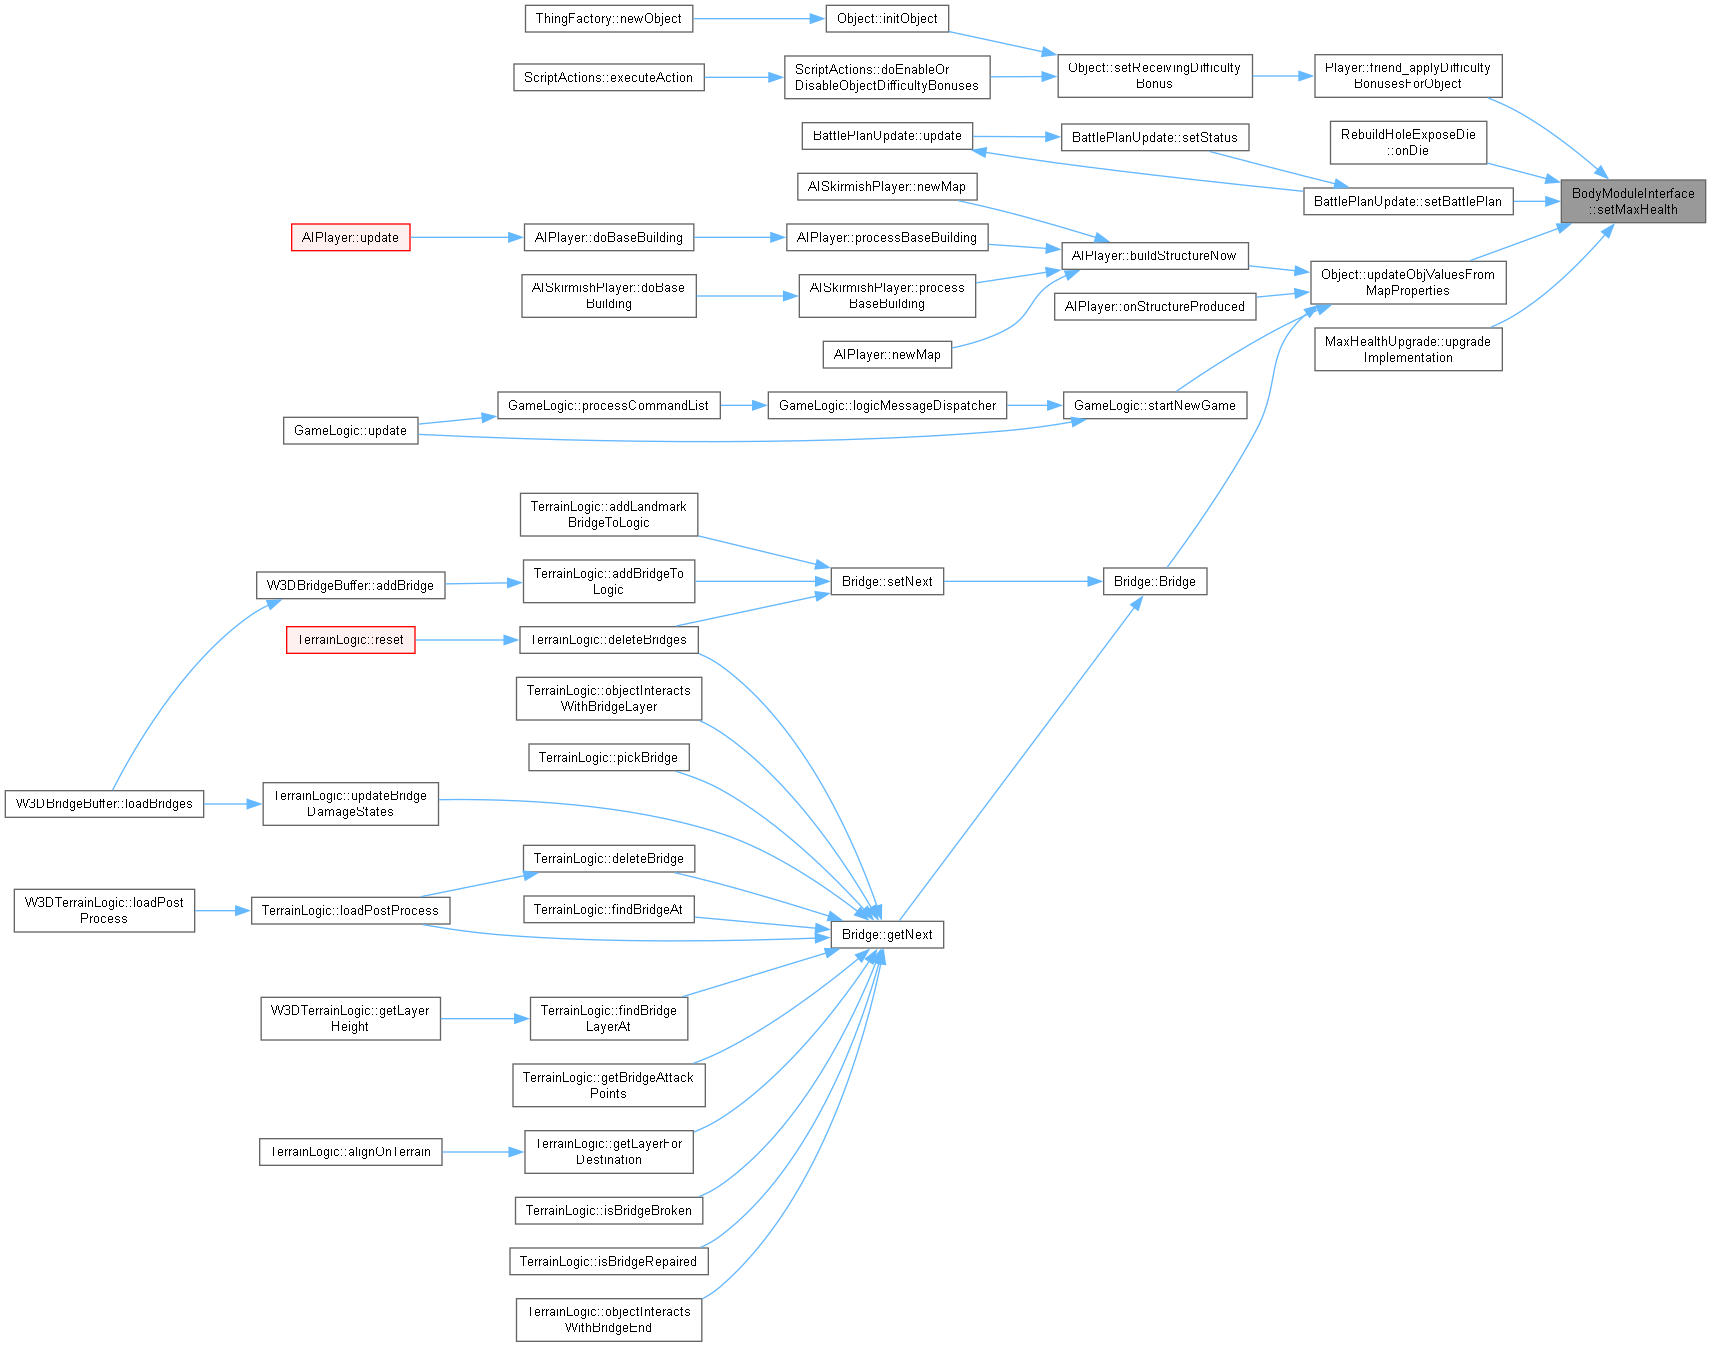 ThingFactory::newObject
Object::initObject
ScriptActions::executeAction
ScriptActions::doEnableOr
DisableObjectDifficultyBonuses
Object::setReceivingDifficulty
Bonus
Player::friend_applyDifficulty
BonusesForObject
BattlePlanUpdate::update
BattlePlanUpdate::setStatus
RebuildHoleExposeDie
::onDie
AISkirmishPlayer::newMap
BattlePlanUpdate::setBattlePlan
BodyModuleInterface
::setMaxHealth
AIPlayer::update
AIPlayer::doBaseBuilding
AIPlayer::processBaseBuilding
AIPlayer::buildStructureNow
Object::updateObjValuesFrom
MapProperties
AISkirmishPlayer::doBase
Building
AISkirmishPlayer::process
BaseBuilding
AIPlayer::onStructureProduced
AIPlayer::newMap
MaxHealthUpgrade::upgrade
Implementation
GameLogic::update
GameLogic::processCommandList
GameLogic::logicMessageDispatcher
GameLogic::startNewGame
TerrainLogic::addLandmark
BridgeToLogic
W3DBridgeBuffer::addBridge
TerrainLogic::addBridgeTo
Logic
Bridge::setNext
Bridge::Bridge
TerrainLogic::reset
TerrainLogic::deleteBridges
TerrainLogic::objectInteracts
WithBridgeLayer
TerrainLogic::pickBridge
W3DBridgeBuffer::loadBridges
TerrainLogic::updateBridge
DamageStates
TerrainLogic::deleteBridge
W3DTerrainLogic::loadPost
Process
TerrainLogic::loadPostProcess
TerrainLogic::findBridgeAt
Bridge::getNext
W3DTerrainLogic::getLayer
Height
TerrainLogic::findBridge
LayerAt
TerrainLogic::getBridgeAttack
Points
TerrainLogic::alignOnTerrain
TerrainLogic::getLayerFor
Destination
TerrainLogic::isBridgeBroken
TerrainLogic::isBridgeRepaired
TerrainLogic::objectInteracts
WithBridgeEnd